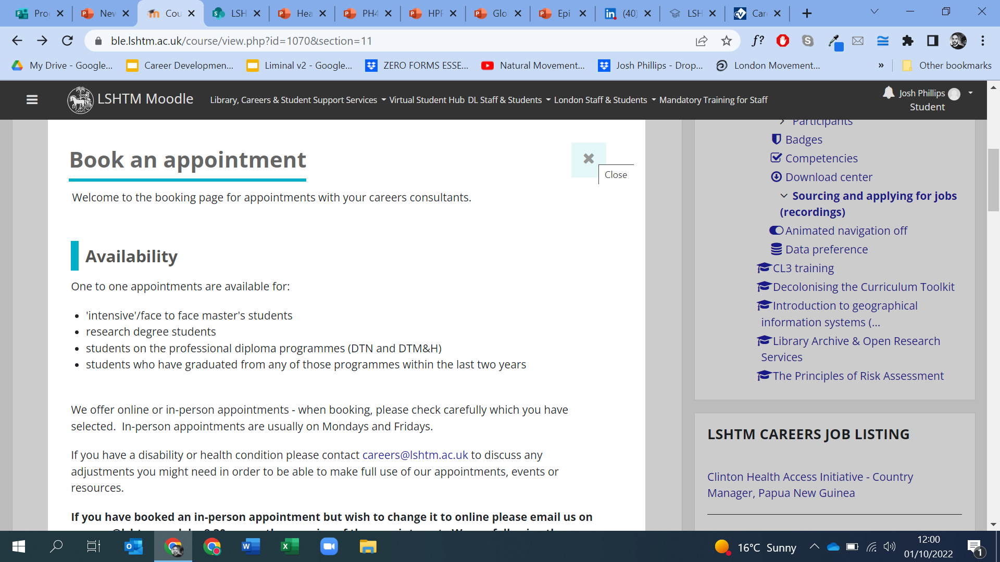 Pro
Nev
Cou
LSH
Hea
PH4
HPF
Glo
Epi
(40)
LSH
Car
ble.lshtm.ac.uk/course/view.php?id=1070&section=11
f?
My Drive - Google...
Career Developmen...
Liminal v2 - Google...
ZERO FORMS ESSE...
Natural Movement...
Josh Phillips - Drop...
London Movement...
»
Other bookmarks
LSHTM Moodle
Library, Careers & Student Support Services
Virtual Student Hub
DL Staff & Students
London Staff & Students
Mandatory Training for Staff
Josh Phillips
Student
Book an appointment
Close
Welcome to the booking page for appointments with your careers consultants.
Availability
One to one appointments are available for:
• 'intensive'/face to face master's students
• research degree students
• students on the professional diploma programmes (DTN and DTM&H)
• students who have graduated from any of those programmes within the last two years
We offer online or in-person appointments - when booking, please check carefully which you have
selected.  In-person appointments are usually on Mondays and Fridays.
If you have a disability or health condition please contact careers@lshtm.ac.uk to discuss any
adjustments you might need in order to be able to make full use of our appointments, events or
resources.
If you have booked an in-person appointment but wish to change it to online please email us on
Participants
Badges
Competencies
Download center
Sourcing and applying for jobs
(recordings)
Animated navigation off
Data preference
CL3 training
Decolonising the Curriculum Toolkit
Introduction to geographical
information systems (...
Library Archive & Open Research
Services
The Principles of Risk Assessment
LSHTM CAREERS JOB LISTING
Clinton Health Access Initiative - Country
Manager, Papua New Guinea
16°C Sunny
12:00
01/10/2022
1